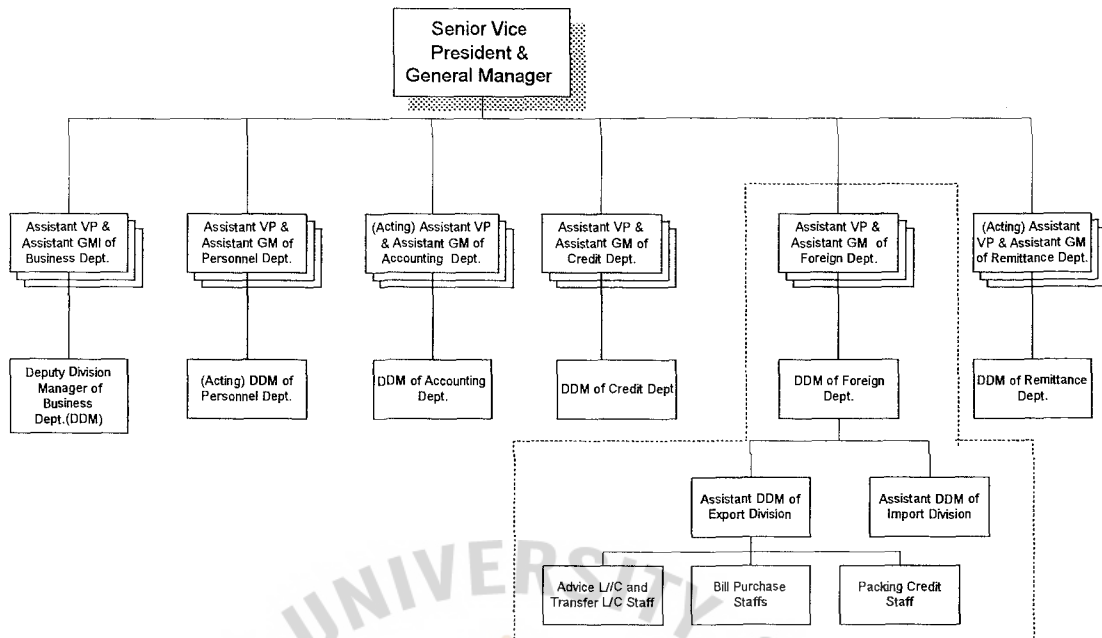 Senior Vice
President &
General Manager
Assistant VP &
Assistant GMl of
Business Dept.
Assistant VP &
Assistant GM of
Personnel Dept.
(Acting) Assistant VP
& Assistant GM of
Accounting Dept.
Assistant VP &
Assistant GM of
Credit Dept.
Assistant VP &
Assistant GM of
Foreign Dept.
(Acting) Assistant
VP & Assistant GM
of Remittance Dept.
Deputy Division
Manager of
Business
Dept.(DDM)
(Acting) DDM of
Personnel Dept.
DDM of Accounting
Dept.
DDM of Credit Dept
DDM of Foreign
Dept.
DDM of Remittance
Dept.
Assistant DDM of
Export Division
Assistant DDM of
Import Division
Advice L//C and
Transfer L/C Staff
Bill Purchase
Staffs
Packing Credit
Staff
UNIVERSITY